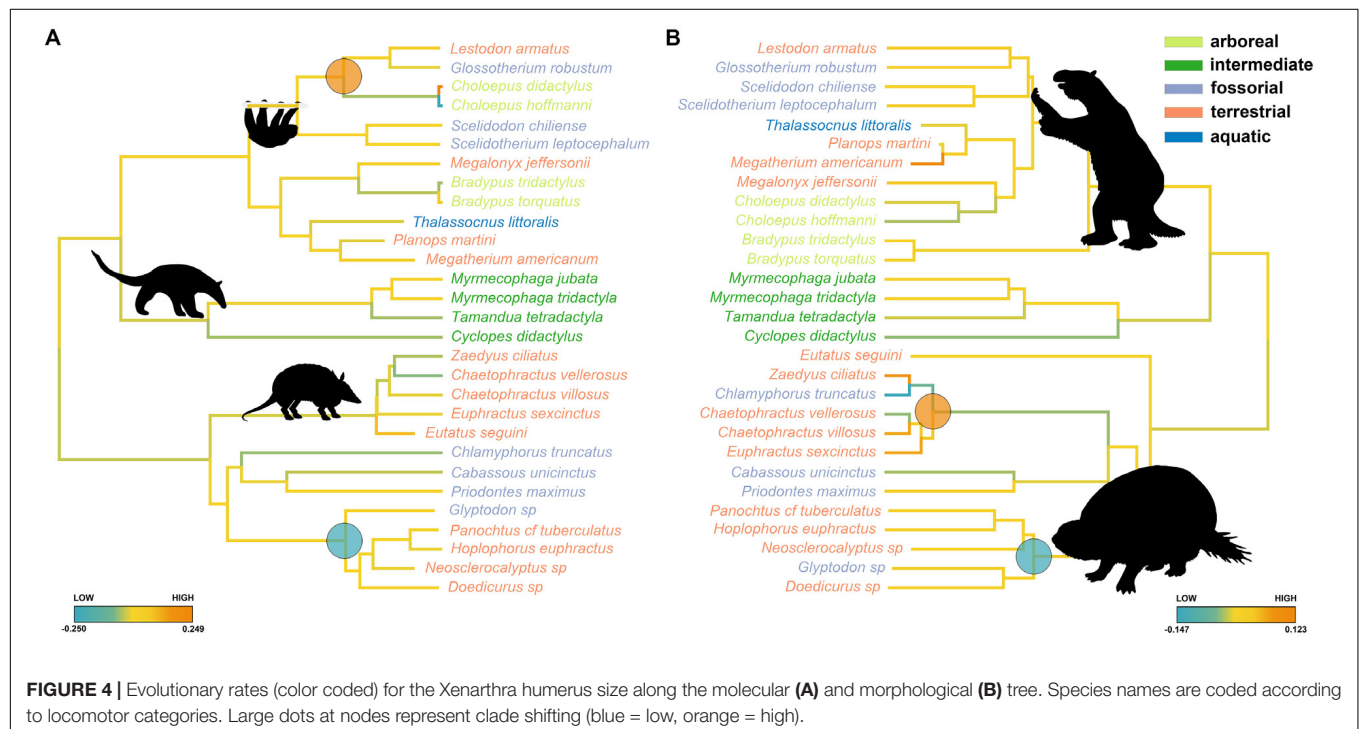 A
Lestodon armatus
Glossotherium robustum
Choloepus didactylus
Choloepus hoffmanni
Scelidodon chiliense
Scelidotherium leptocephalum
Megalonyx jeffersonii
Bradypus tridactylus
Bradypus torquatus
Thalassocnus littoralis
Planops martini
Megatherium americanum
Myrmecophaga jubata
Myrmecophaga tridactyla
Tamandua tetradactyla
Cyclopes didactylus
Zaedyus ciliatus
Chaetophractus vellerosus
Chaetophractus villosus
Euphractus sexcinctus
Eutatus seguini
Chlamyphorus truncatus
Cabassous unicinctus
Priodontes maximus
Glyptodon sp
Panochtus cf tuberculatus
Hoplophorus euphractus
Neosclerocalyptus sp
Doedicurus sp
LOW HIGH
-0.250 0.249
B
Lestodon armatus
Glossotherium robustum
Scelidodon chiliense
Scelidotherium leptocephalum
Thalassocnus littoralis
Planops martini
Megatherium americanum
Megalonyx jeffersonii
Choloepus didactylus
Choloepus hoffmanni
Bradypus tridactylus
Bradypus torquatus
Myrmecophaga jubata
Myrmecophaga tridactyla
Tamandua tetradactyla
Cyclopes didactylus
Eutatus seguini
Zaedyus ciliatus
Chlamyphorus truncatus
Chaetophractus vellerosus
Chaetophractus villosus
Euphractus sexcinctus
Cabassous unicinctus
Priodontes maximus
Panochtus cf tuberculatus
Hoplophorus euphractus
Neosclerocalyptus sp
Glyptodon sp
Doedicurus sp
arboreal
intermediate
fossorial
terrestrial
aquatic
LOW HIGH
-0.147 0.123
FIGURE 4 | Evolutionary rates (color coded) for the Xenarthra humerus size along the molecular (A) and morphological (B) tree. Species names are coded according
to locomotor categories. Large dots at nodes represent clade shifting (blue = low, orange = high).